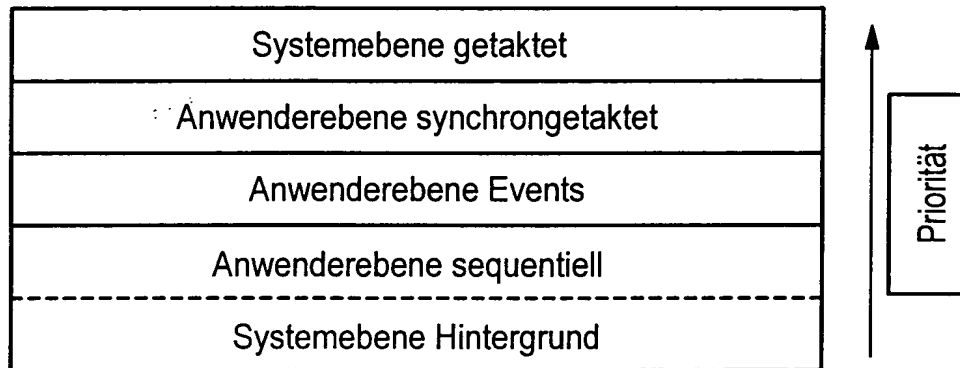 Systemebene getaktet
Anwenderebene synchrongetaktet
Anwenderebene Events
Anwenderebene sequentiell
Systemebene Hintergrund
Priorität